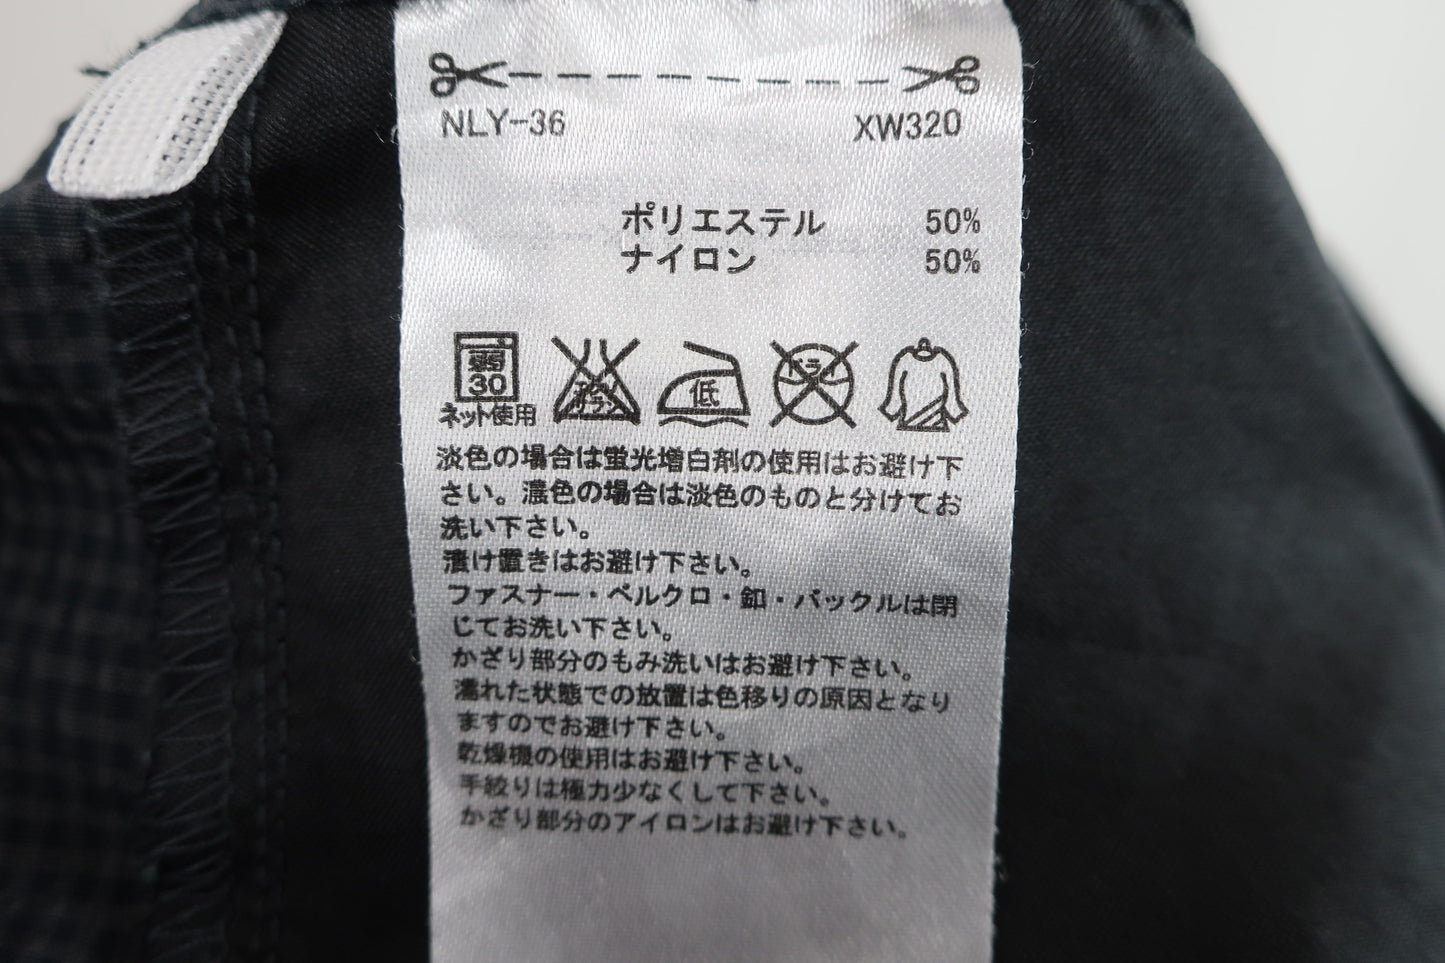 NLY-36 XW320
ポリエステル 50%
ナイロン 50%
弱 30 エンソ サラシ 低 ドライ
ネット使用
淡色の場合は蛍光増白剤の使用はお避け下
さい。濃色の場合は淡色のものと分けてお
洗い下さい。
漬け置きはお避け下さい。
ファスナー・ベルクロ・釦・バックルは閉
じてお洗い下さい。
かざり部分のもみ洗いはお避け下さい。
濡れた状態での放置は色移りの原因となり
ますのでお避け下さい。
乾燥機の使用はお避け下さい。
手絞りは極力少なくして下さい。
かざり部分のアイロンはお避け下さい。